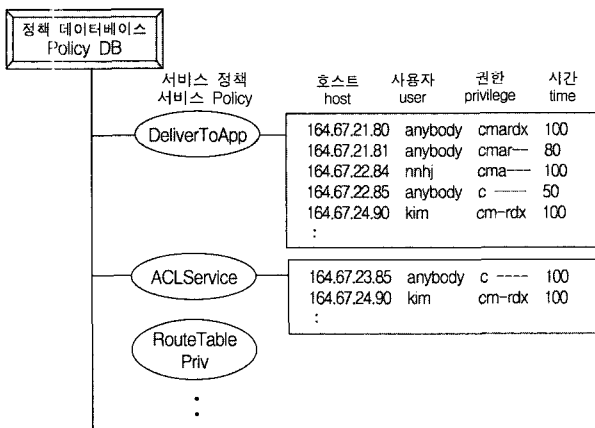 정책 데이터베이스
Policy DB
서비스 정책
서비스 Policy
호스트 사용자 권한 시간
host user privilege time
DeliverToApp
164.67.21.80 anybody cmardx 100
164.67.21.81 anybody cmar-- 80
164.67.22.84 nnhj cma--- 100
164.67.22.85 anybody c ----- 50
164.67.24.90 kim cm-rdx 100
:
ACLService
164.67.23.85 anybody c ---- 100
164.67.24.90 kim cm-rdx 100
:
RouteTable
Priv